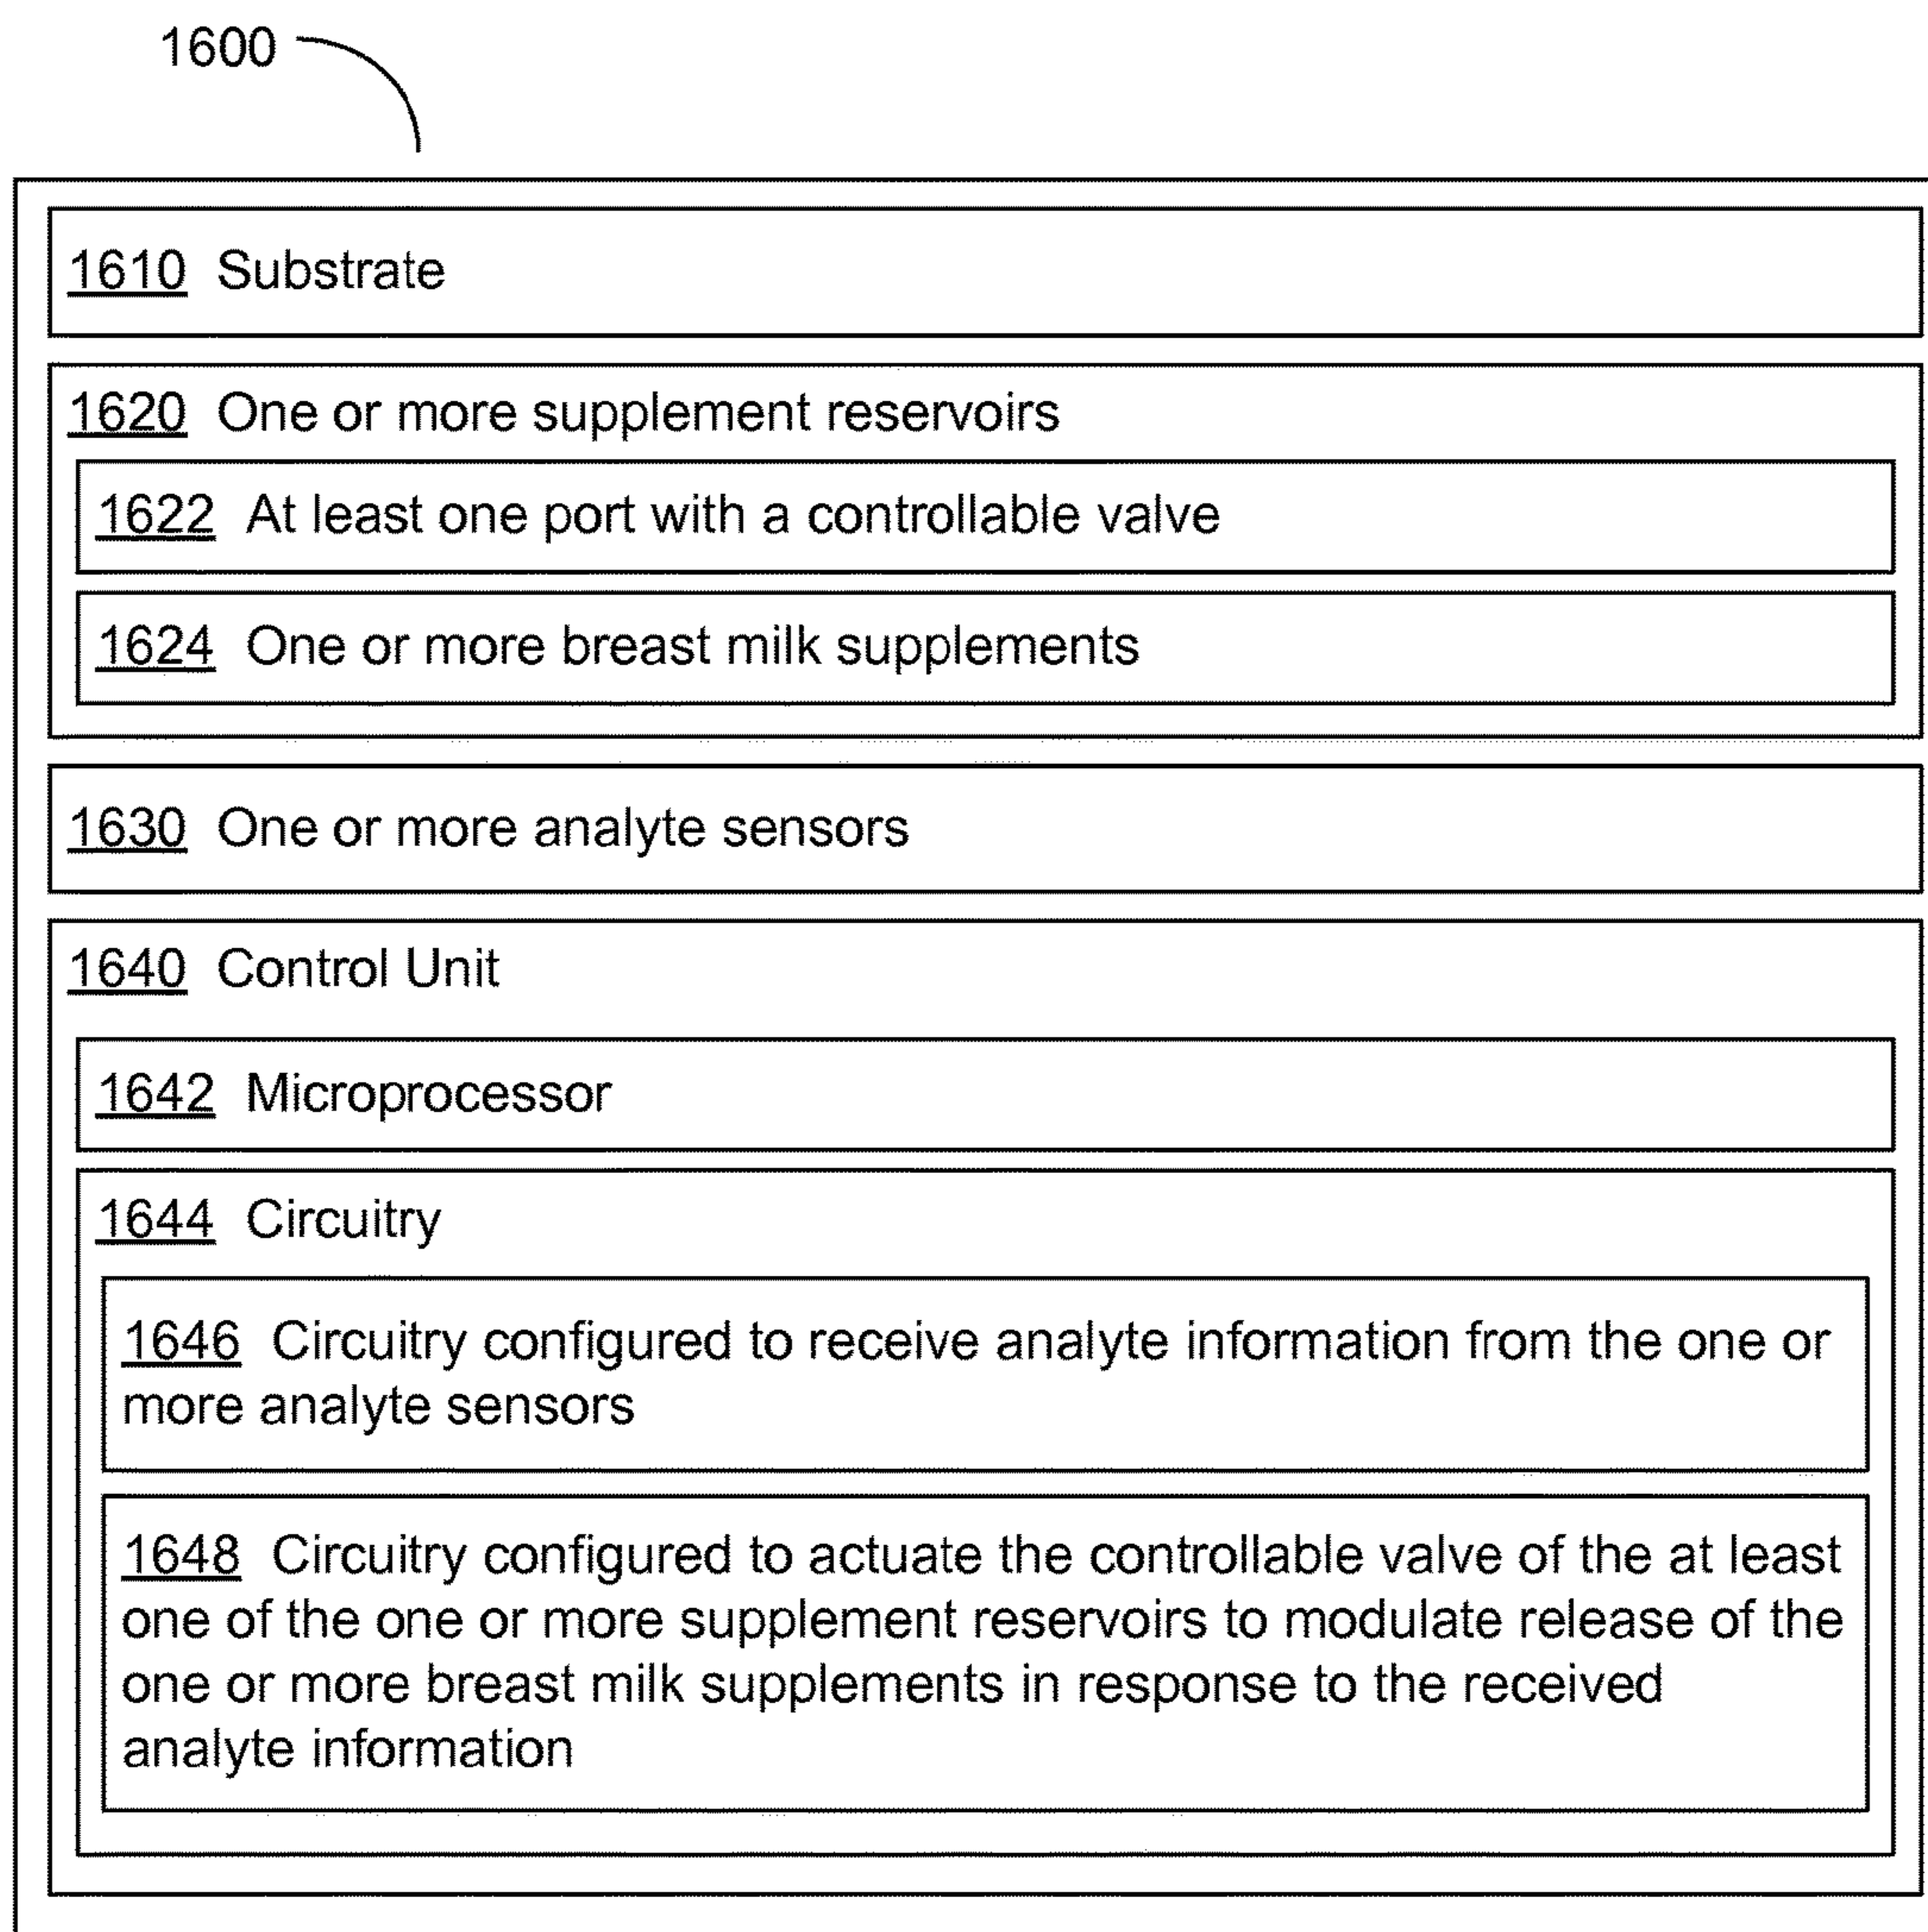 1600
1610 Substrate
1620 One or more supplement reservoirs
1622 At least one port with a controllable valve
1624 One or more breast milk supplements
1630 One or more analyte sensors
1640 Control Unit
1642 Microprocessor
1644 Circuitry
1646 Circuitry configured to receive analyte information from the one or
more analyte sensors
1648 Circuitry configured to actuate the controllable valve of the at least
one of the one or more supplement reservoirs to modulate release of the
one or more breast milk supplements in response to the received
analyte information